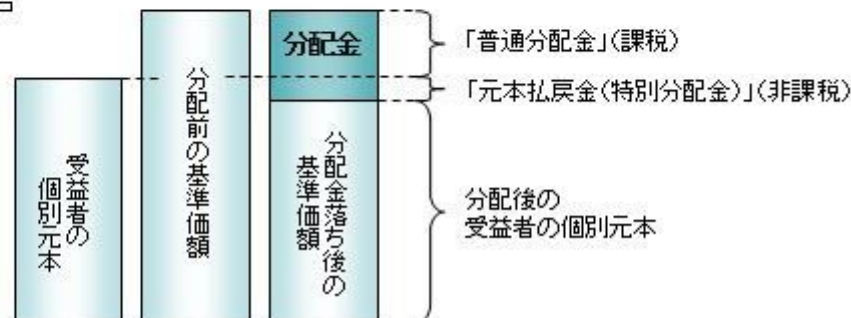 受益者の
個別元本
分配前の基準価額
分配金
分配金落ち後の
基準価額
「普通分配金」(課税)
「元本払戻金(特別分配金)」(非課税)
分配後の
受益者の個別元本